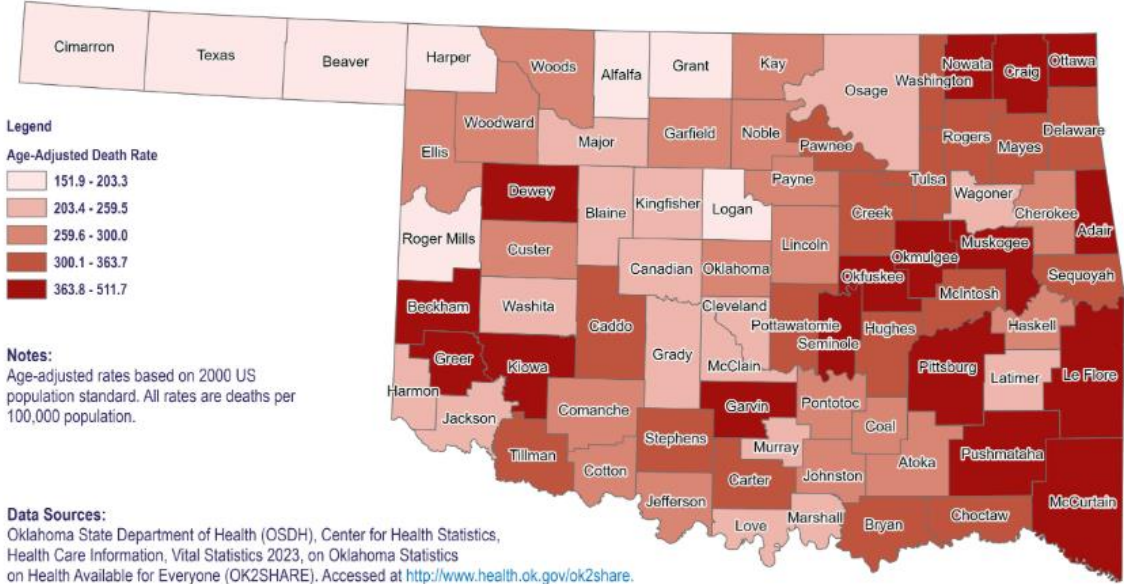 Cimarron
Texas
Beaver
Harper
Woods
Alfalfa
Grant
Kay
Osage
Washington
Nowata
Craig
Ottawa
Legend
Age-Adjusted Death Rate
151.9 - 203.3
203.4 - 259.5
259.6 - 300.0
300.1 - 363.7
363.8 - 511.7
Ellis
Woodward
Major
Garfield
Noble
Pawnee
Rogers
Mayes
Delaware
Dewey
Blaine
Kingfisher
Logan
Payne
Creek
Tulsa
Wagoner
Cherokee
Adair
Roger Mills
Custer
Canadian
Oklahoma
Lincoln
Okfuskee
Okmulgee
Muskogee
McIntosh
Sequoyah
Beckham
Washita
Caddo
Grady
Cleveland
McClain
Pottawatomie
Seminole
Hughes
Pittsburg
Haskell
Latimer
Le Flore
Notes:
Age-adjusted rates based on 2000 US
population standard. All rates are deaths per
100,000 population.
Harmon
Greer
Kiowa
Jackson
Comanche
Tillman
Cotton
Stephens
Jefferson
Garvin
Murray
Carter
Love
Pontotoc
Johnston
Marshall
Coal
Atoka
Bryan
Pushmataha
Choctaw
McCurtain
Data Sources:
Oklahoma State Department of Health (OSDH), Center for Health Statistics,
Health Care Information, Vital Statistics 2023, on Oklahoma Statistics
on Health Available for Everyone (OK2SHARE). Accessed at http://www.health.ok.gov/ok2share.